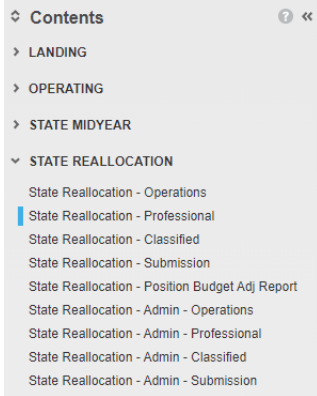 Contents
LANDING
OPERATING
STATE MIDYEAR
STATE REALLOCATION
State Reallocation - Operations
State Reallocation - Professional
State Reallocation - Classified
State Reallocation - Submission
State Reallocation - Position Budget Adj Report
State Reallocation - Admin - Operations
State Reallocation - Admin - Professional
State Reallocation - Admin - Classified
State Reallocation - Admin - Submission